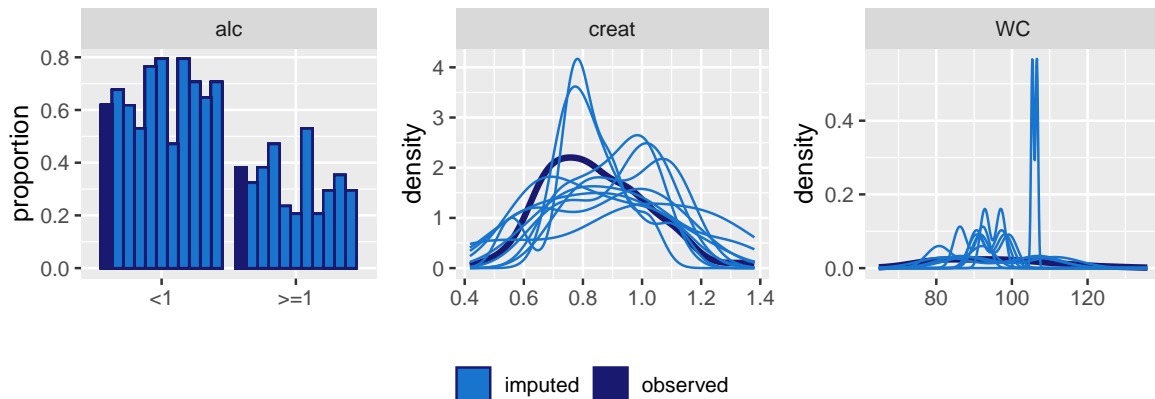 alc
proportion
0.8
0.6
0.4
0.2
0.0
<1 >=1
creat
density
4
3
2
1
0
0.4 0.6 0.8 1.0 1.2 1.4
WC
density
0.4
0.2
0.0
80 100 120
imputed observed